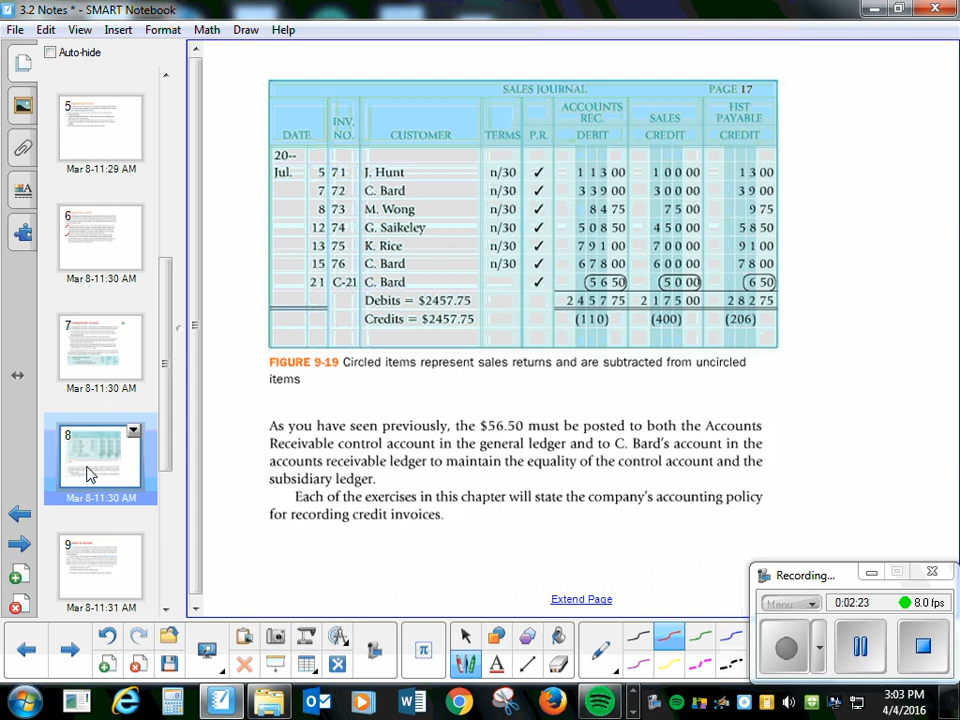 3.2 Notes * - SMART Notebook
File Edit View Insert Format Math Draw Help
Auto-hide
5
Mar 8-11:29 AM
6
Mar 8-11:30 AM
7
Mar 8-11:30 AM
8
Mar 8-11:30 AM
9
Mar 8-11:31 AM
SALES JOURNAL PAGE 17
DATE INV. NO. CUSTOMER TERMS P.R. ACCOUNTS REC. DEBIT SALES CREDIT HST PAYABLE CREDIT
20--
Jul. 5 71 J. Hunt n/30 ✓ 1 1 3 00 1 0 0 00 1 3 00
7 72 C. Bard n/30 ✓ 3 3 9 00 3 0 0 00 3 9 00
8 73 M. Wong n/30 ✓ 8 4 75 7 5 00 9 75
12 74 G. Saikeley n/30 ✓ 5 0 8 50 4 5 0 00 5 8 50
13 75 K. Rice n/30 ✓ 7 9 1 00 7 0 0 00 9 1 00
15 76 C. Bard n/30 ✓ 6 7 8 00 6 0 0 00 7 8 00
21 C-21 C. Bard ✓ 5 6 50 5 0 00 6 50
Debits = $2457.75 2 4 5 7 75 2 1 7 5 00 2 8 2 75
Credits = $2457.75 (110) (400) (206)
FIGURE 9-19 Circled items represent sales returns and are subtracted from uncircled
items
As you have seen previously, the $56.50 must be posted to both the Accounts
Receivable control account in the general ledger and to C. Bard's account in the
accounts receivable ledger to maintain the equality of the control account and the
subsidiary ledger.
Each of the exercises in this chapter will state the company's accounting policy
for recording credit invoices.
Extend Page
Recording...
Menu 0:02:23 8.0 fps
π
A
3:03 PM
4/4/2016